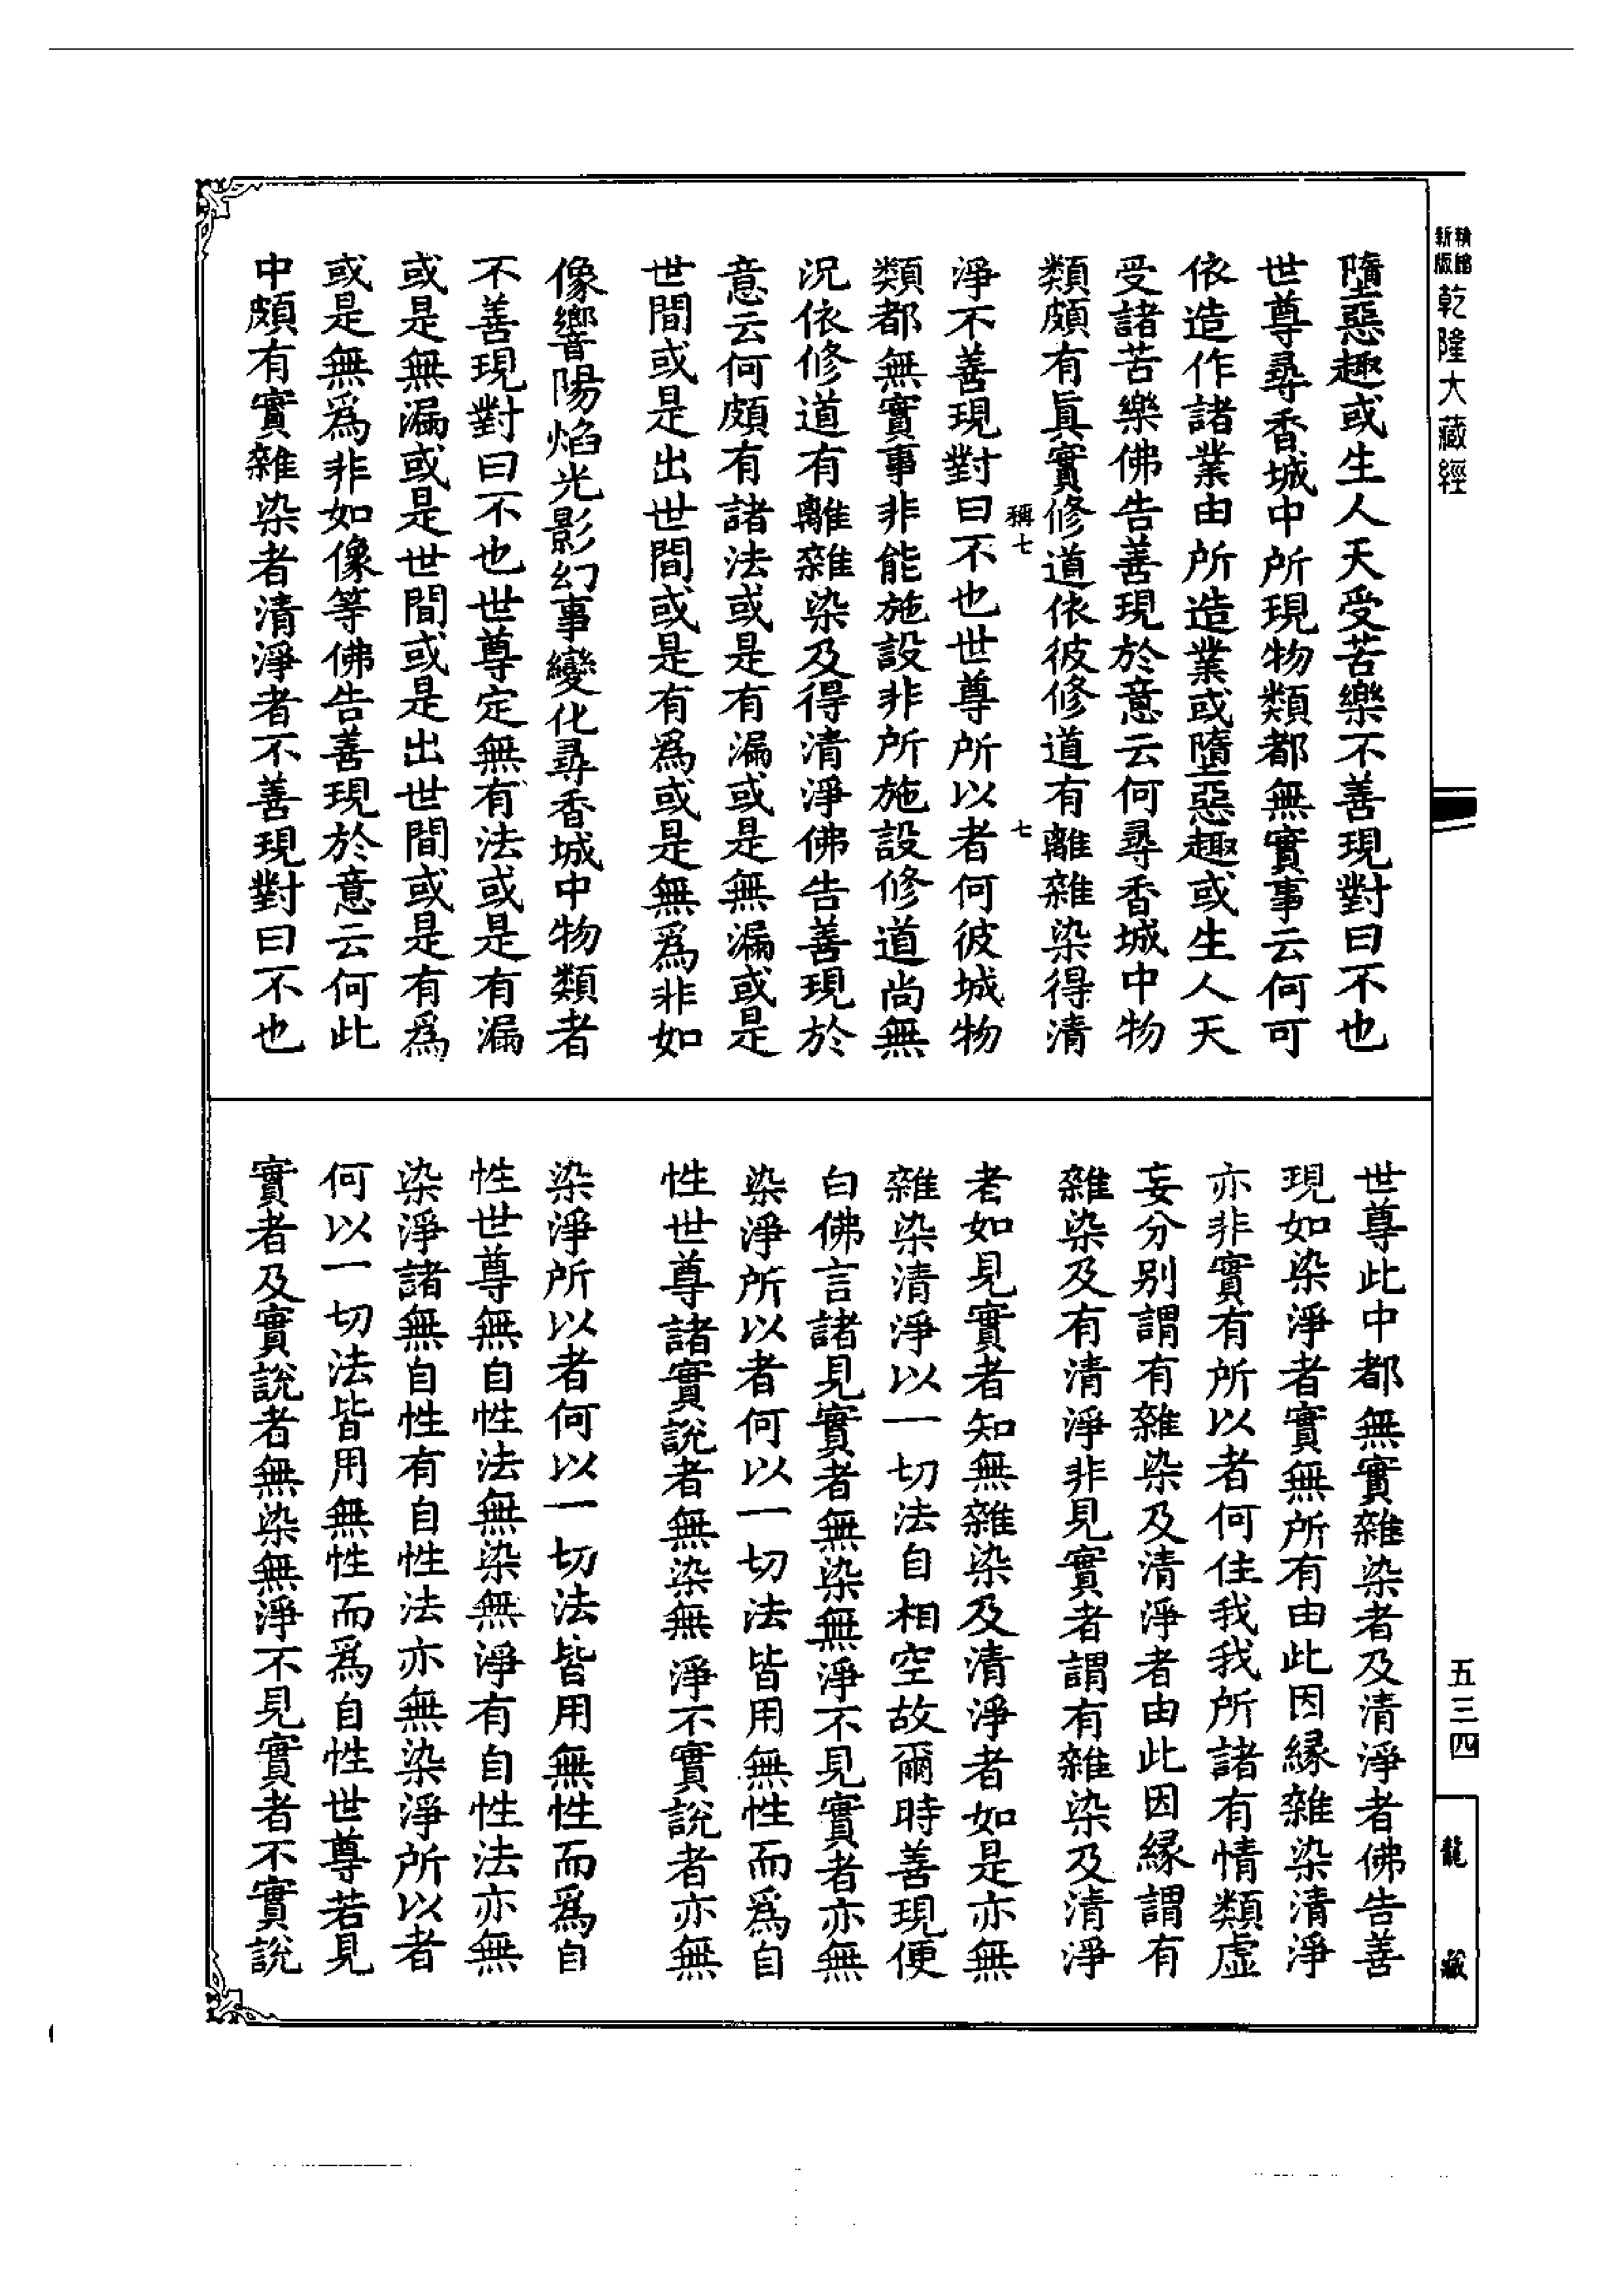 新編縮版
乾隆大藏經
墮惡趣或生人天受苦樂不善現對曰不也
世尊尋香城中所現物類都無實事云何可
依造作諸業由所造業或墮惡趣或生人天
受諸苦樂佛告善現於意云何尋香城中物
類頗有眞實修道依彼修道有離雜染得清
稱七
七
淨不善現對曰不也世尊所以者何彼城物
類都無實事非能施設非所施設修道尚無
況依修道有離雜染及得清淨佛告善現於
意云何頗有諸法或是有漏或是無漏或是
世間或是出世間或是有爲或是無爲非如
像響陽焰光影幻事變化尋香城中物類者
不善現對曰不也世尊定無有法或是有漏
或是無漏或是世間或是出世間或是有爲
或是無爲非如像等佛告善現於意云何此
中頗有實雜染者清淨者不善現對曰不也
世尊此中都無實雜染者及清淨者佛告善
現如染淨者實無所有由此因緣雜染清淨
亦非實有所以者何住我我所諸有情類虛
妄分別謂有雜染及清淨者由此因緣謂有
雜染及有清淨非見實者謂有雜染及清淨
者如見實者知無雜染及清淨者如是亦無
雜染清淨以一切法自相空故爾時善現便
白佛言諸見實者無染無淨不見實者亦無
染淨所以者何以一切法皆用無性而爲自
性世尊諸實說者無染無淨不實說者亦無
染淨所以者何以一切法皆用無性而爲自
性世尊無自性法無染無淨有自性法亦無
染淨諸無自性有自性法亦無染淨所以者
何以一切法皆用無性而爲自性世尊若見
實者及實說者無染無淨不見實者不實說
五三四
龍藏